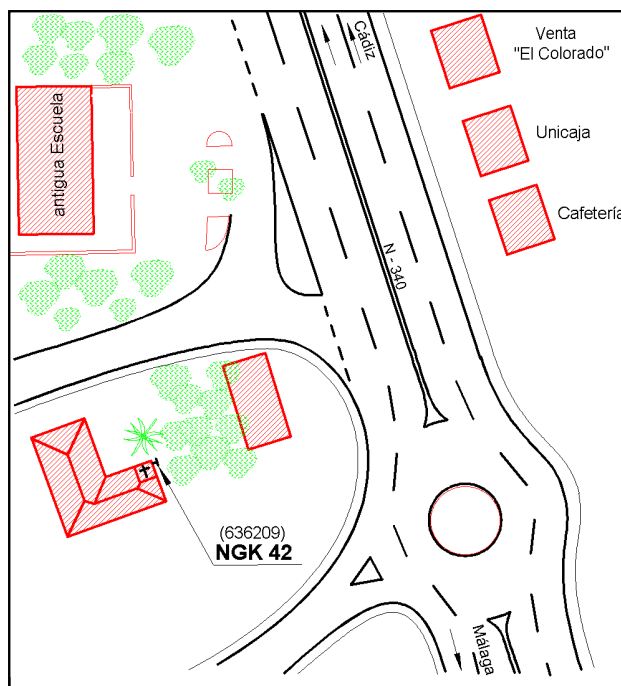 Cádiz
Venta
"El Colorado"
antigua Escuela
Unicaja
Cafetería
N - 340
(636209)
NGK 42
Málaga